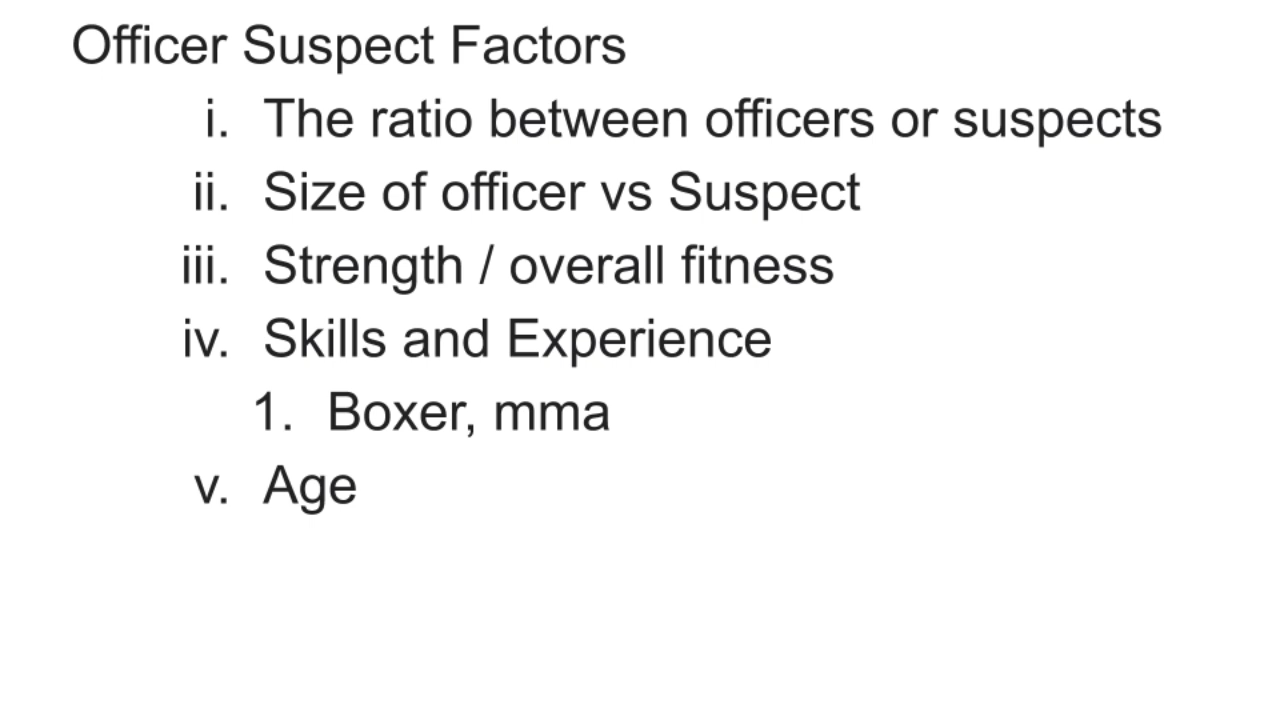 Officer Suspect Factors
i. The ratio between officers or suspects
ii. Size of officer vs Suspect
iii. Strength / overall fitness
iv. Skills and Experience
1. Boxer, mma
v. Age